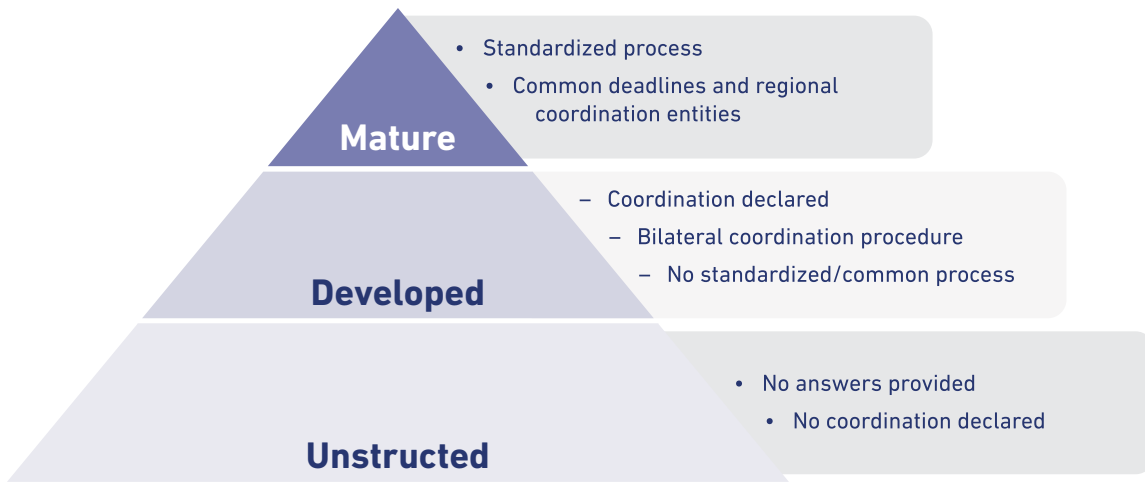 • Standardized process
• Common deadlines and regional
coordination entities
Mature
– Coordination declared
– Bilateral coordination procedure
– No standardized/common process
Developed
• No answers provided
• No coordination declared
Unstructed